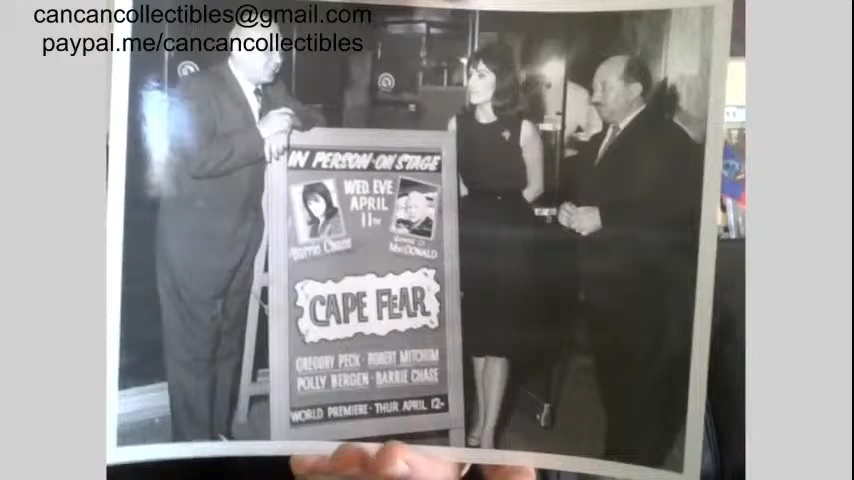 cancancollectibles@gmail.com
paypal.me/cancancollectibles
IN PERSON-ON STAGE
WED. EVE.
APRIL
11TH
Barrie Chase
MacDONALD
CAPE FEAR
GREGORY PECK · ROBERT MITCHUM
POLLY BERGEN · BARRIE CHASE
WORLD PREMIERE · THUR. APRIL 12TH